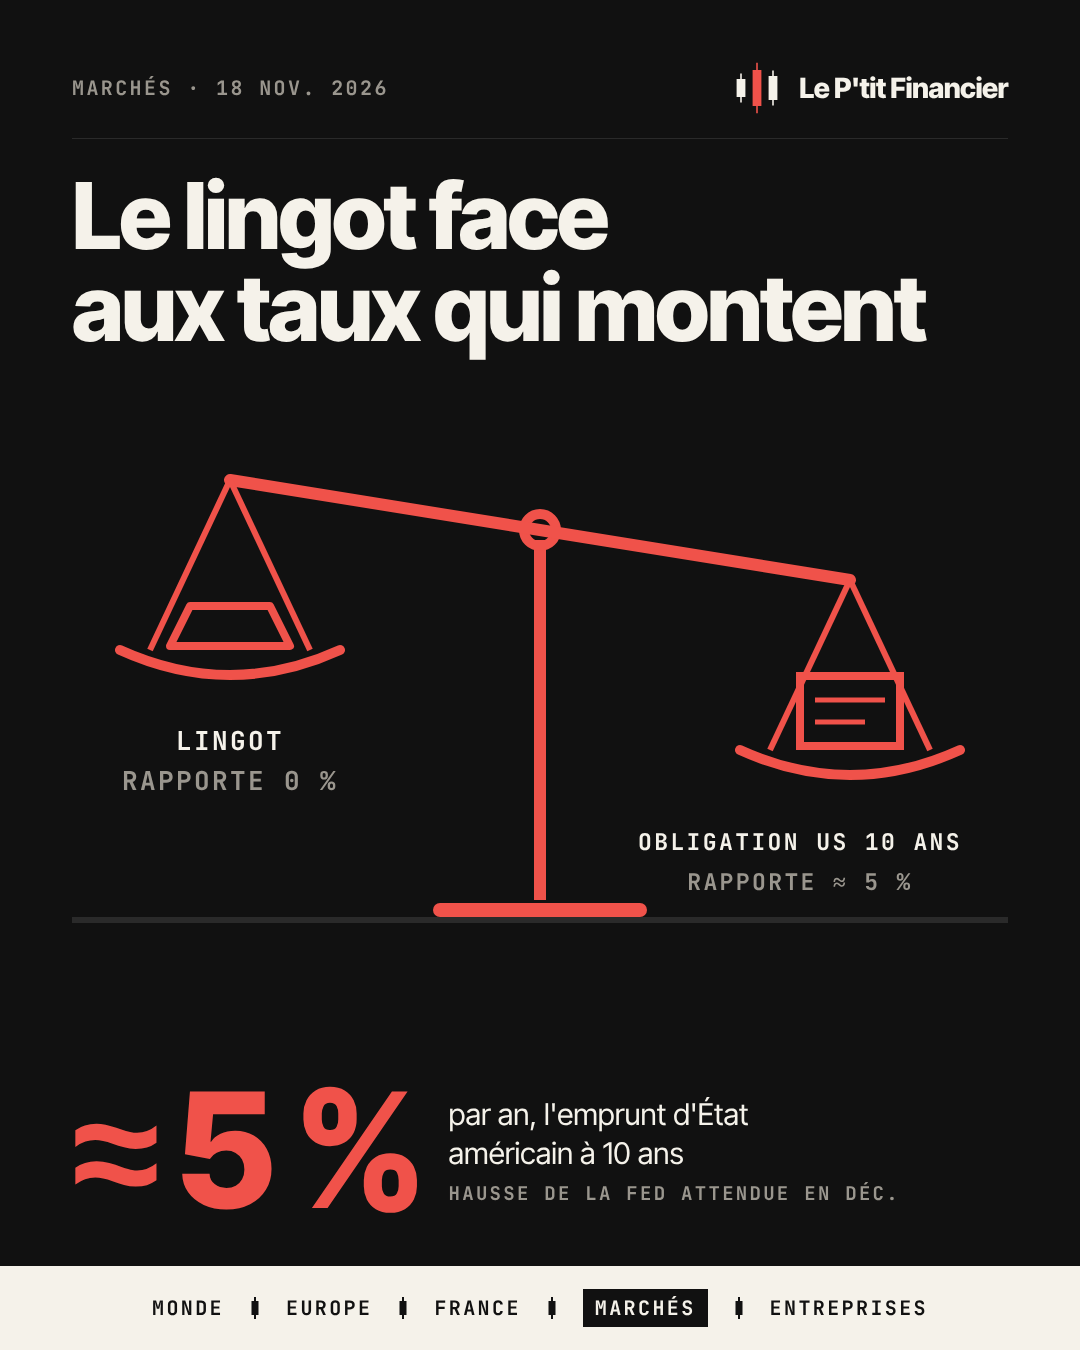 MARCHÉS · 18 NOV. 2026
Le P'tit Financier
Le lingot face
aux taux qui montent
LINGOT
RAPPORTE 0 %
OBLIGATION US 10 ANS
RAPPORTE ≈ 5 %
≈5 %
par an, l'emprunt d'État
américain à 10 ans
HAUSSE DE LA FED ATTENDUE EN DÉC.
MONDE EUROPE FRANCE MARCHÉS ENTREPRISES